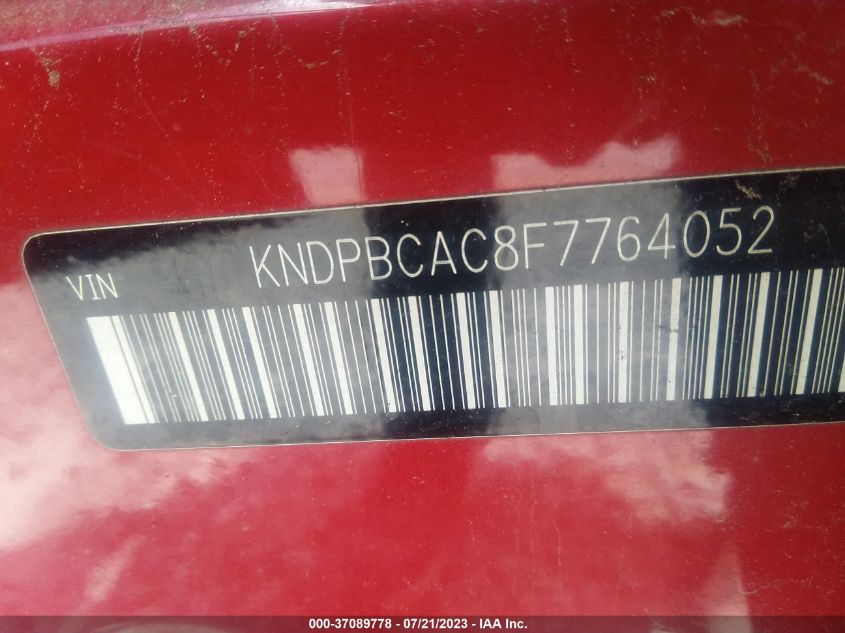 KNDPBCAC8F7764052
VIN
000-37089778 - 07/21/2023 - IAA Inc.